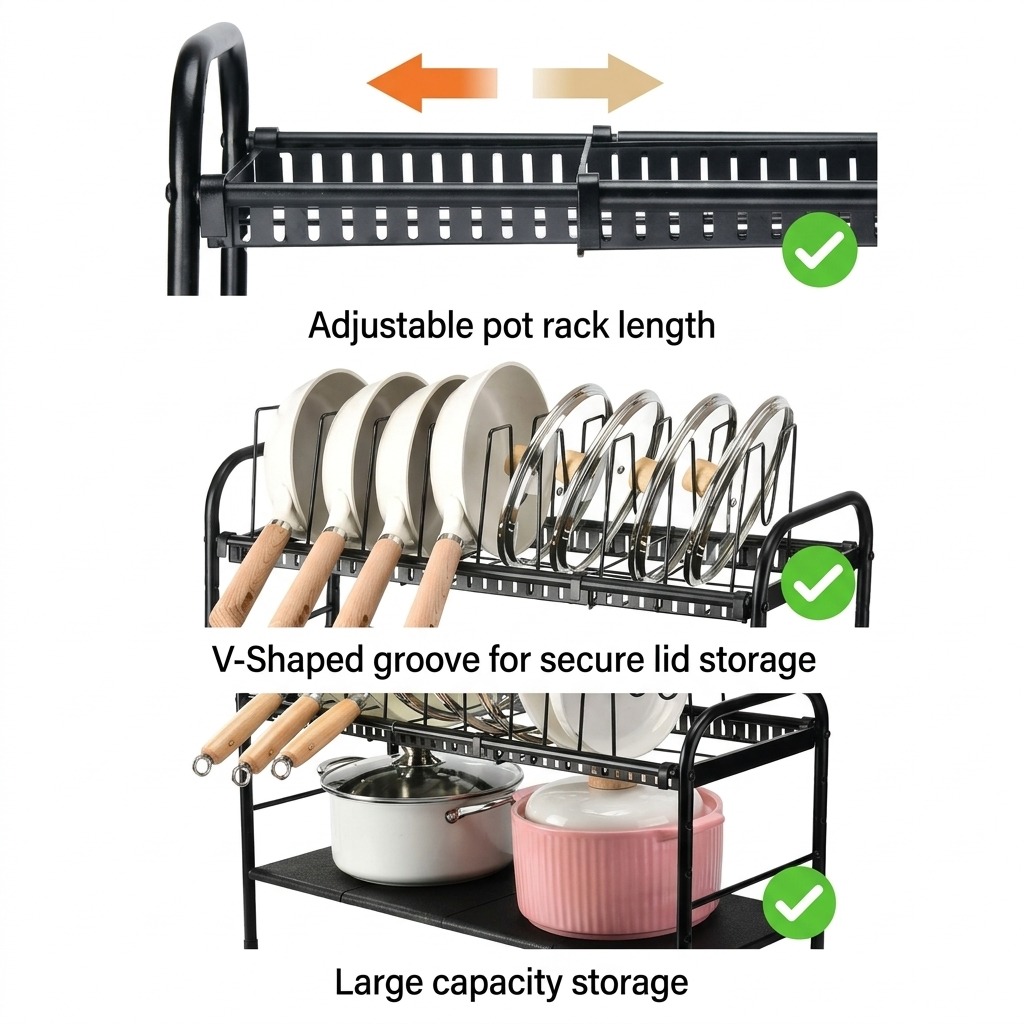 Adjustable pot rack length
V-Shaped groove for secure lid storage
Large capacity storage